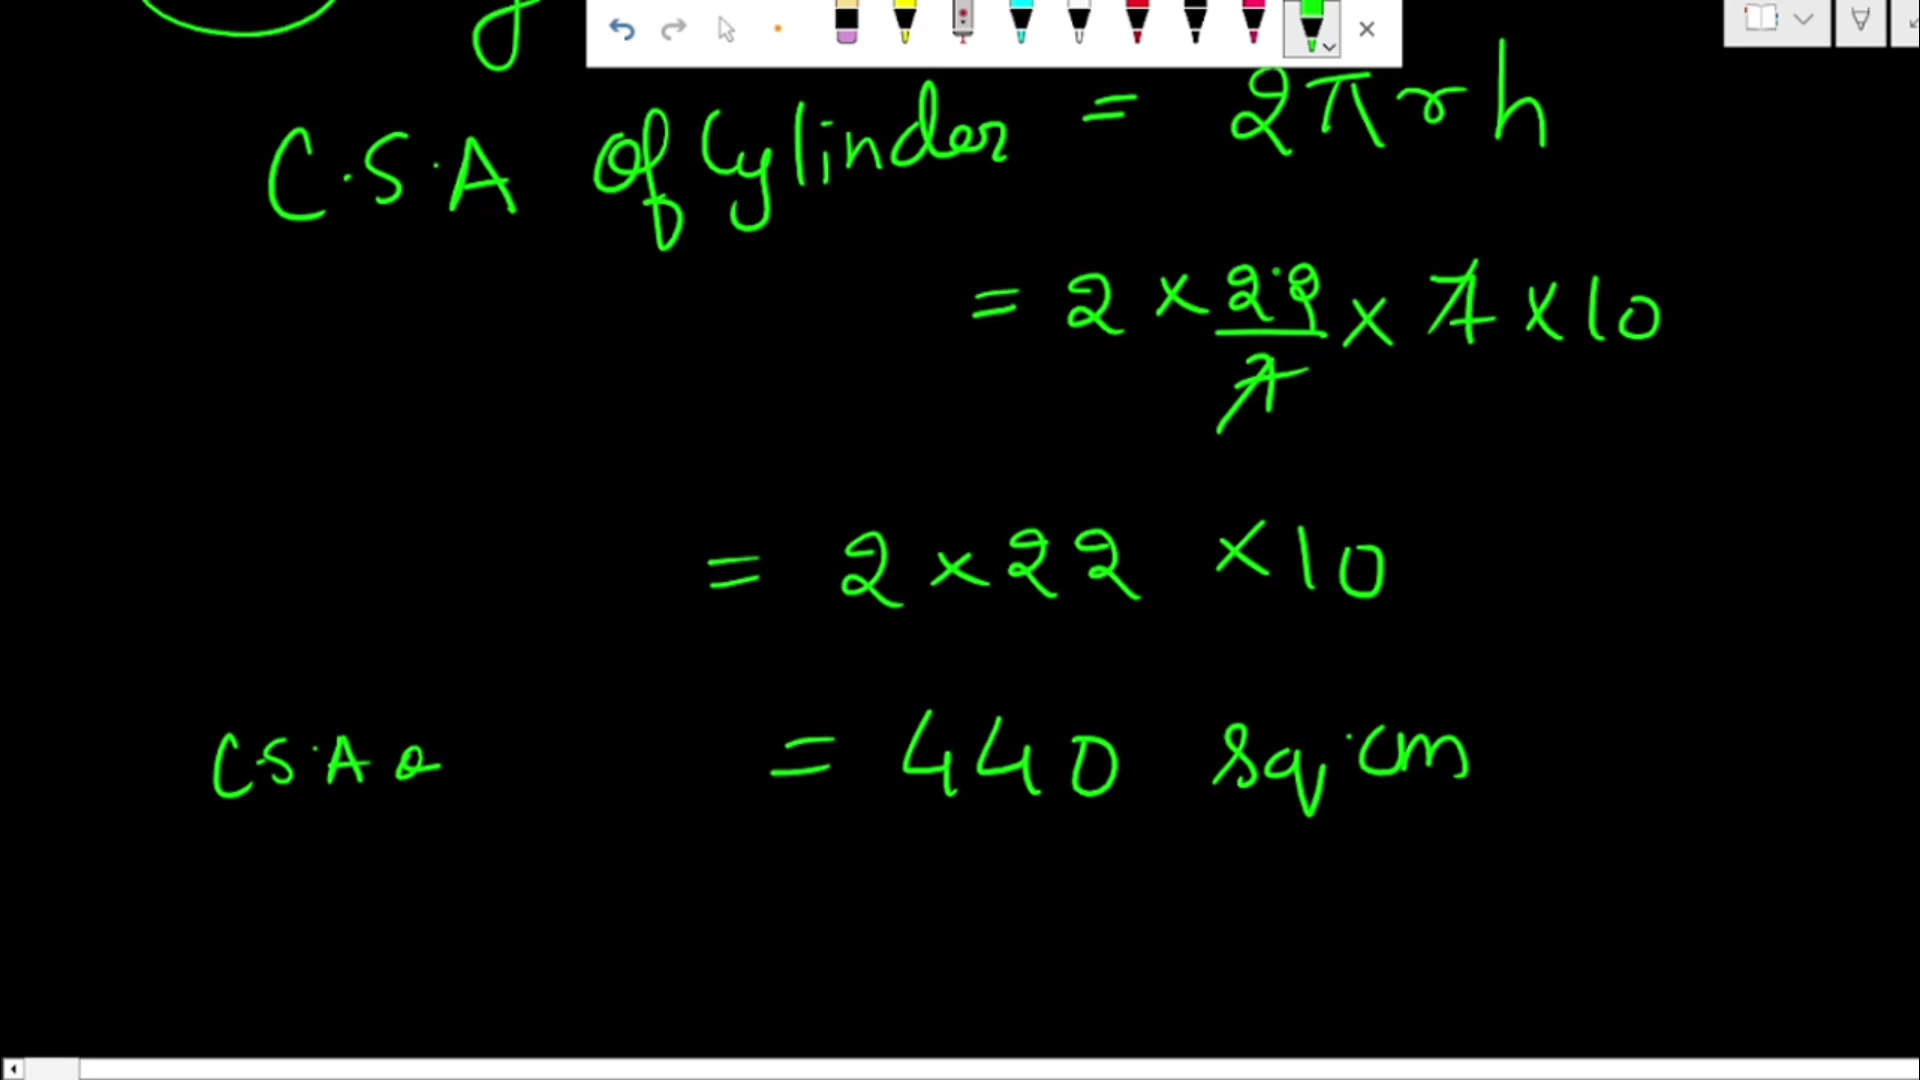 C.S.A Of Cylinder = 2πrh
= 2 × 22/7 × 7 × 10
= 2 × 22 × 10
C.S.A = 440 sq.cm